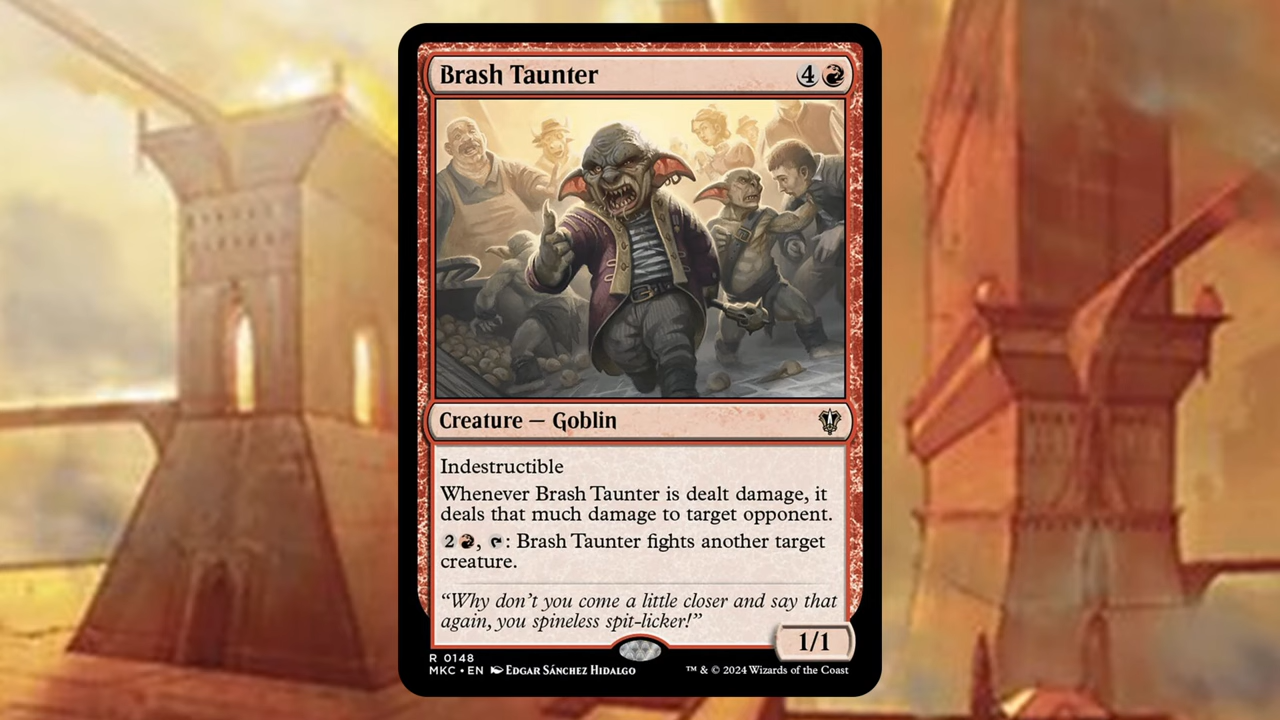 Brash Taunter 4
Creature — Goblin
Indestructible
Whenever Brash Taunter is dealt damage, it
deals that much damage to target opponent.
2 , : Brash Taunter fights another target
creature.
“Why don’t you come a little closer and say that
again, you spineless spit-licker!”
1/1
R 0148
MKC • EN EDGAR SÁNCHEZ HIDALGO
™ & © 2024 Wizards of the Coast